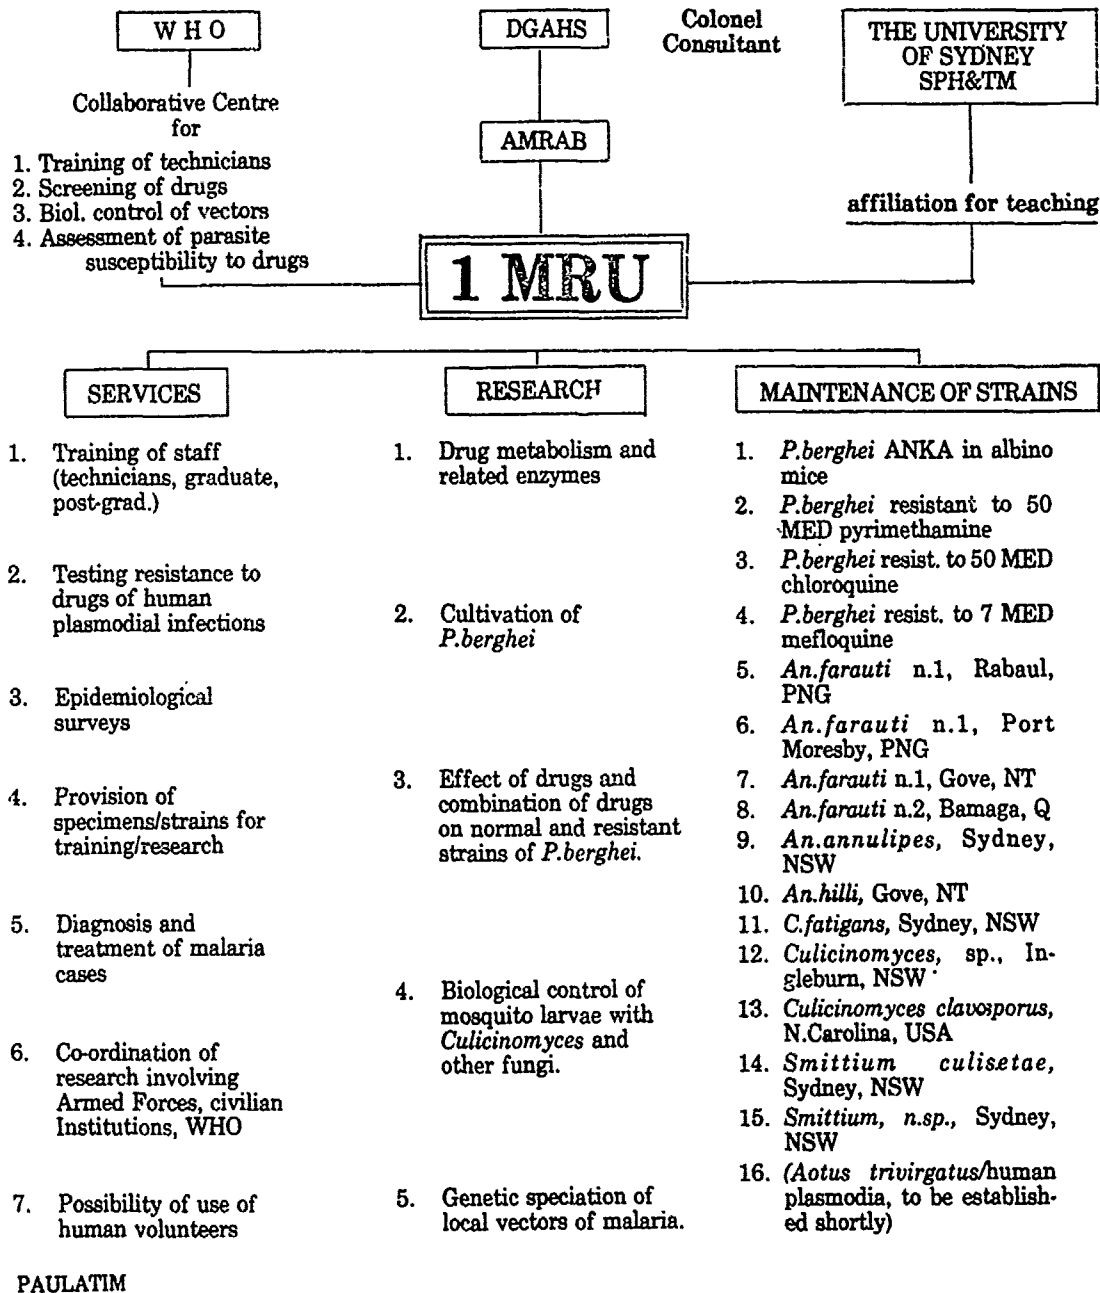 W H O
Collaborative Centre
for
1. Training of technicians
2. Screening of drugs
3. Biol. control of vectors
4. Assessment of parasite
susceptibility to drugs
DGAHS
AMRAB
Colonel
Consultant
THE UNIVERSITY
OF SYDNEY
SPH&TM
affiliation for teaching
1 MRU
SERVICES
1. Training of staff
(technicians, graduate,
post-grad.)
2. Testing resistance to
drugs of human
plasmodial infections
3. Epidemiological
surveys
4. Provision of
specimens/strains for
training/research
5. Diagnosis and
treatment of malaria
cases
6. Co-ordination of
research involving
Armed Forces, civilian
Institutions, WHO
7. Possibility of use of
human volunteers
RESEARCH
1. Drug metabolism and
related enzymes
2. Cultivation of
P.berghei
3. Effect of drugs and
combination of drugs
on normal and resistant
strains of P.berghei.
4. Biological control of
mosquito larvae with
Culicinomyces and
other fungi.
5. Genetic speciation of
local vectors of malaria.
MAINTENANCE OF STRAINS
1. P.berghei ANKA in albino
mice
2. P.berghei resistant to 50
MED pyrimethamine
3. P.berghei resist. to 50 MED
chloroquine
4. P.berghei resist. to 7 MED
mefloquine
5. An.farauti n.1, Rabaul,
PNG
6. An.farauti n.1, Port
Moresby, PNG
7. An.farauti n.1, Gove, NT
8. An.farauti n.2, Bamaga, Q
9. An.annulipes, Sydney,
NSW
10. An.hilli, Gove, NT
11. C.fatigans, Sydney, NSW
12. Culicinomyces, sp., In-
gleburn, NSW
13. Culicinomyces clavosporus,
N.Carolina, USA
14. Smittium culisetae,
Sydney, NSW
15. Smittium, n.sp., Sydney,
NSW
16. (Aotus trivirgatus/human
plasmodia, to be establish-
ed shortly)
PAULATIM